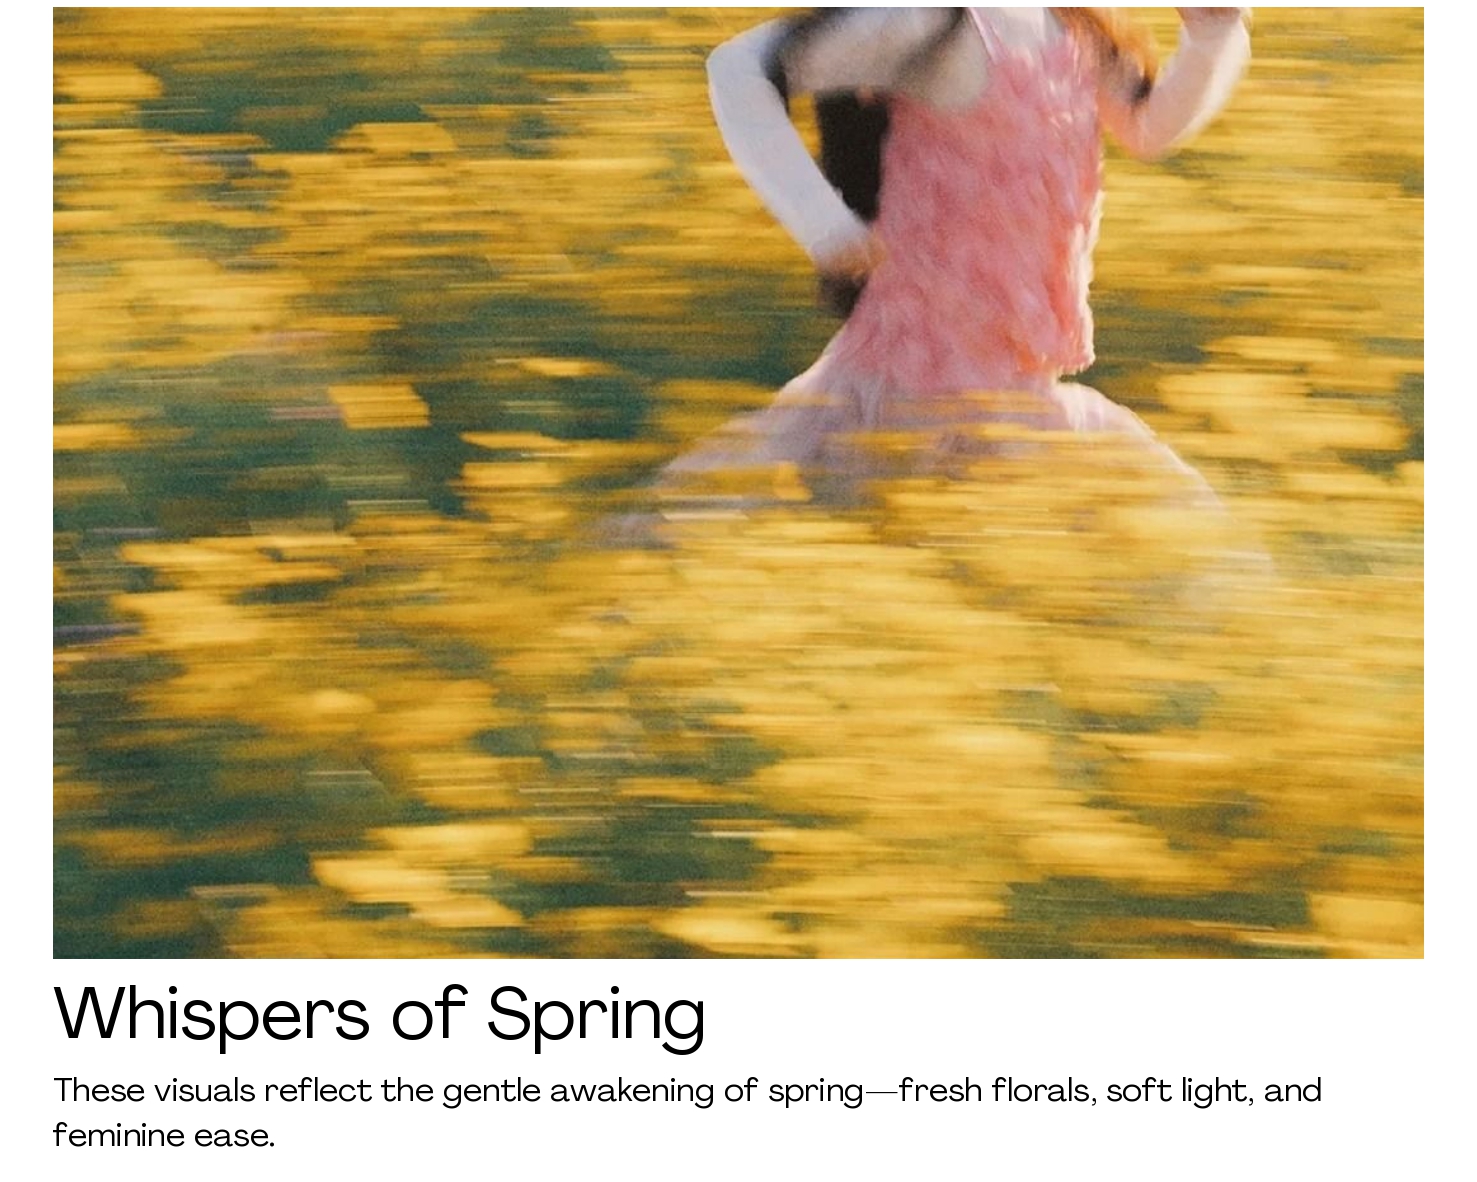 Whispers of Spring
These visuals reflect the gentle awakening of spring—fresh florals, soft light, and
feminine ease.